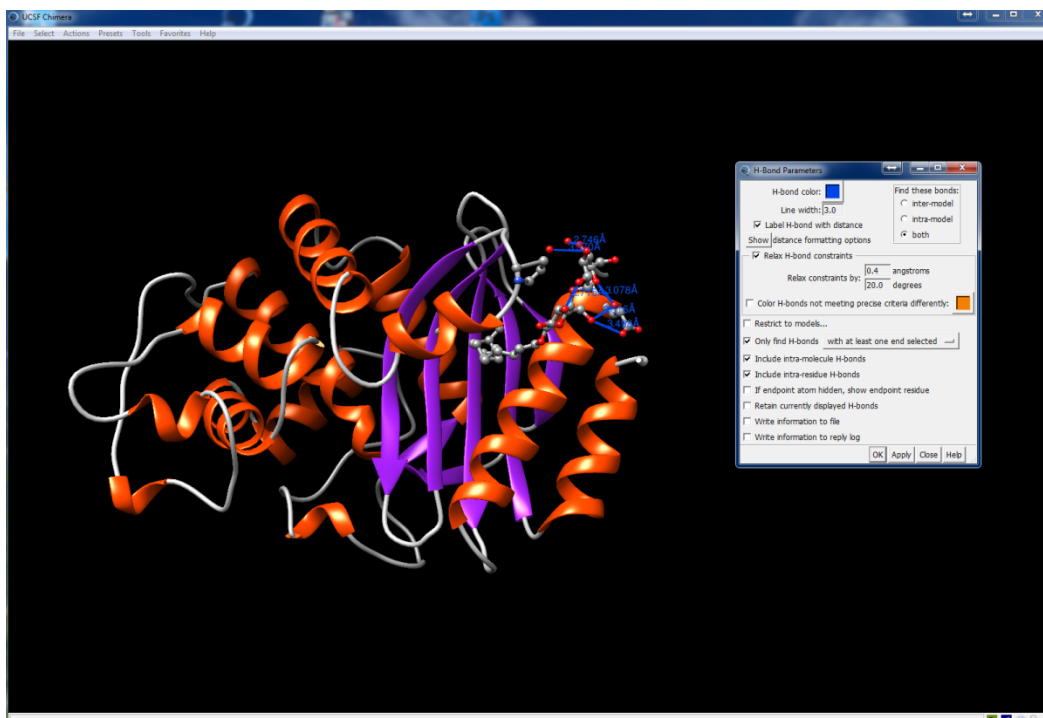 UCSF Chimera
File Select Actions Presets Tools Favorites Help
2.746Å
3.078Å
H-Bond Parameters
H-bond color:
Find these bonds:
inter-model
intra-model
both
Line width: 3.0
Label H-bond with distance
Show distance formatting options
Relax H-bond constraints
Relax constraints by: 0.4 angstroms
20.0 degrees
Color H-bonds not meeting precise criteria differently:
Restrict to models...
Only find H-bonds with at least one end selected
Include intra-molecule H-bonds
Include intra-residue H-bonds
If endpoint atom hidden, show endpoint residue
Retain currently displayed H-bonds
Write information to file
Write information to reply log
OK Apply Close Help